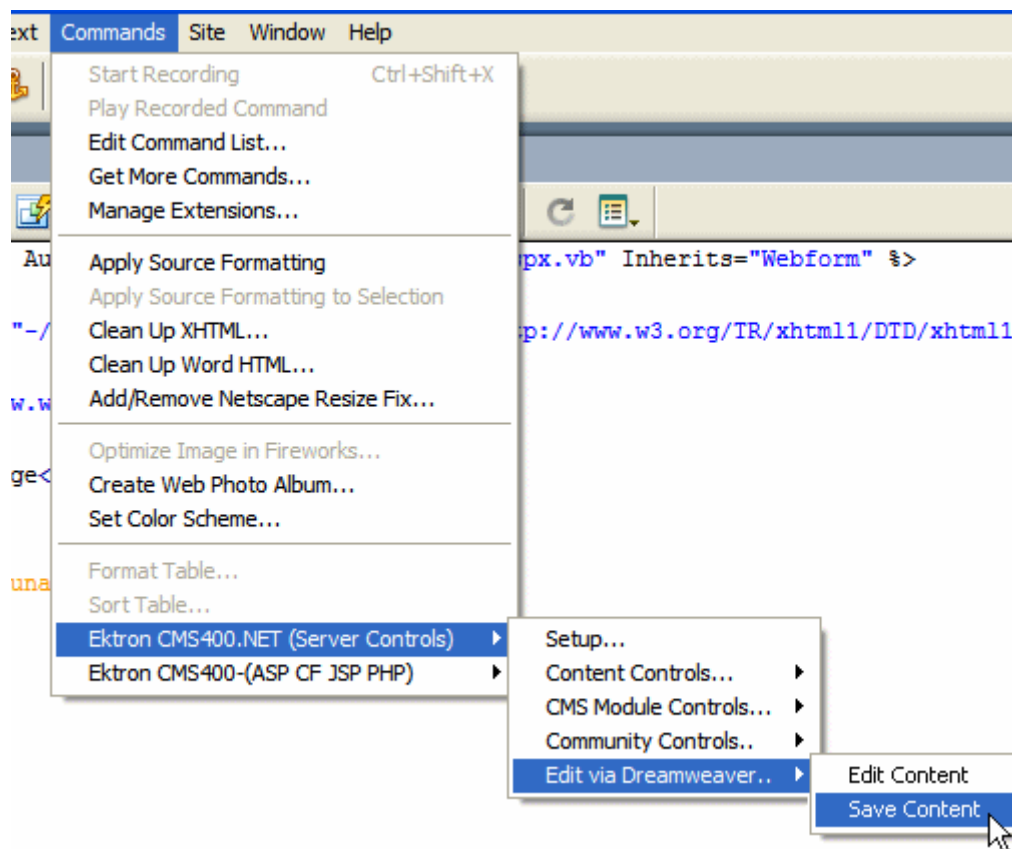 ext Commands Site Window Help
Start Recording Ctrl+Shift+X
Play Recorded Command
Edit Command List...
Get More Commands...
Manage Extensions...
Au px.vb" Inherits="Webform" %>
Apply Source Formatting
Apply Source Formatting to Selection
"-/ p://www.w3.org/TR/xhtml1/DTD/xhtml1
Clean Up XHTML...
Clean Up Word HTML...
w.w
Add/Remove Netscape Resize Fix...
Optimize Image in Fireworks...
ge<
Create Web Photo Album...
Set Color Scheme...
Format Table...
una
Sort Table...
Ektron CMS400.NET (Server Controls)
Ektron CMS400-(ASP CF JSP PHP)
Setup...
Content Controls...
CMS Module Controls...
Community Controls..
Edit via Dreamweaver..
Edit Content
Save Content